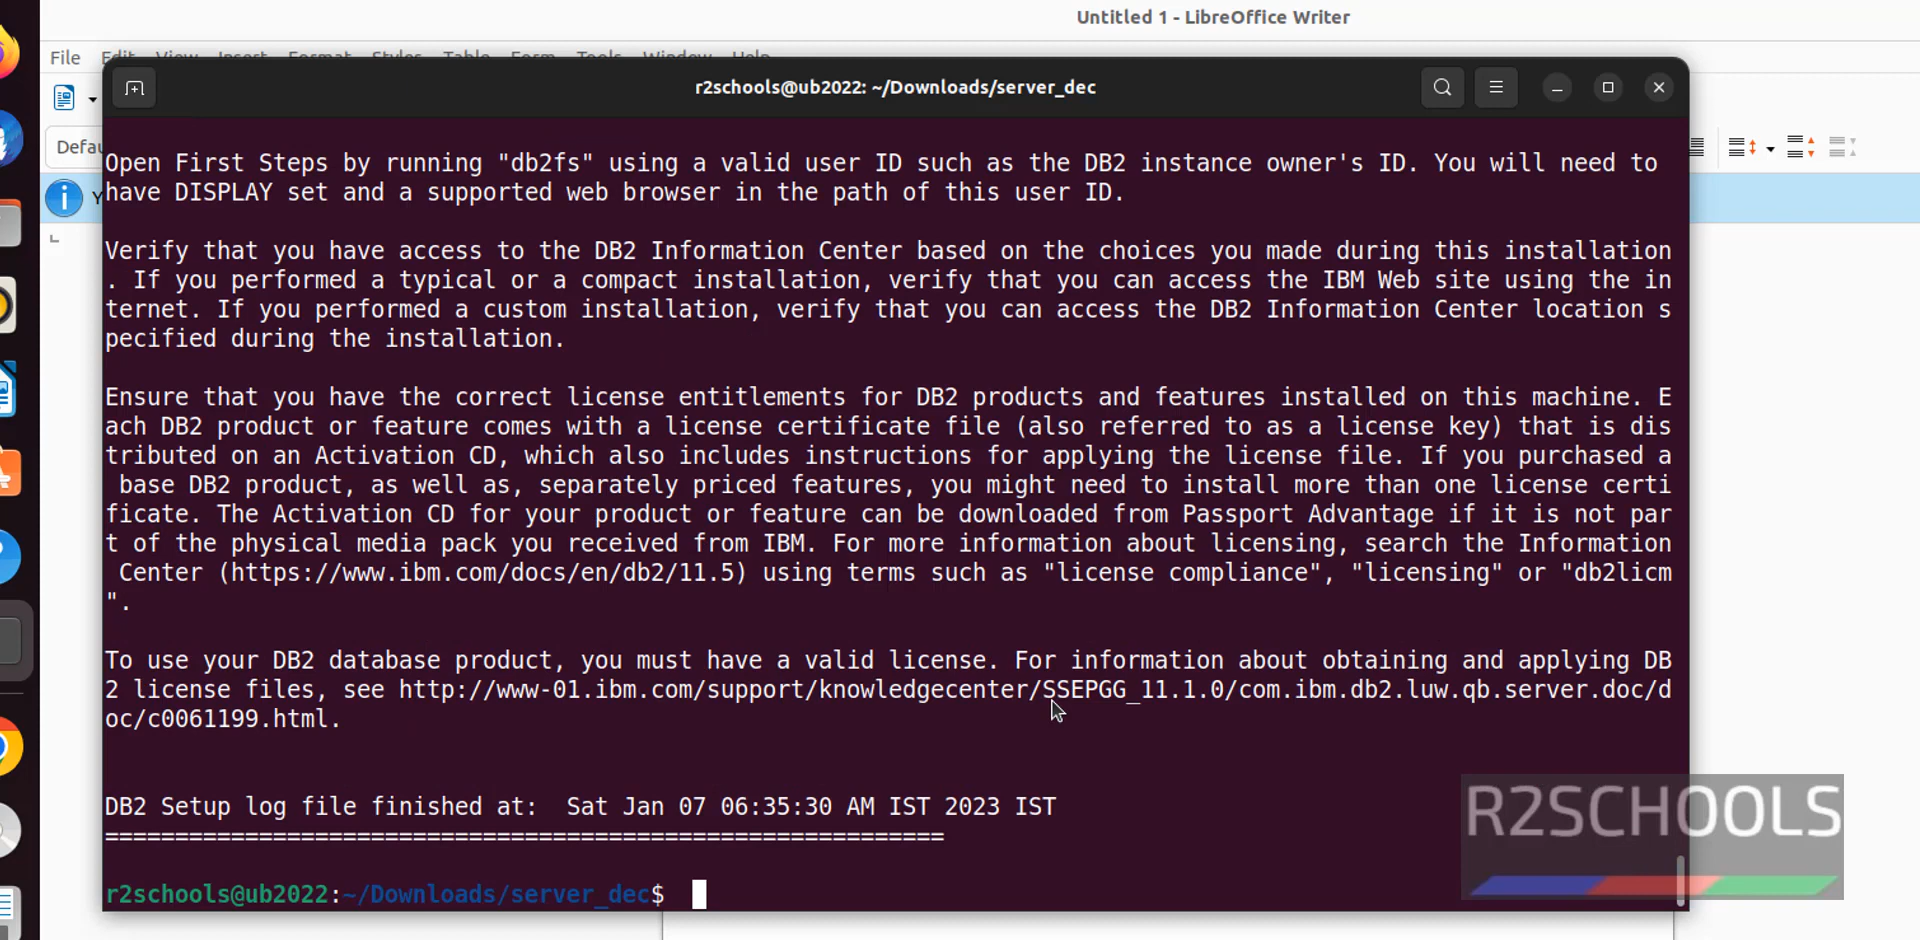 Untitled 1 - LibreOffice Writer
File Edit View Insert Format Styles Table Form Tools Window Help
r2schools@ub2022: ~/Downloads/server_dec
Defau
Y
Open First Steps by running "db2fs" using a valid user ID such as the DB2 instance owner's ID. You will need to
have DISPLAY set and a supported web browser in the path of this user ID.
Verify that you have access to the DB2 Information Center based on the choices you made during this installation
. If you performed a typical or a compact installation, verify that you can access the IBM Web site using the in
ternet. If you performed a custom installation, verify that you can access the DB2 Information Center location s
pecified during the installation.
Ensure that you have the correct license entitlements for DB2 products and features installed on this machine. E
ach DB2 product or feature comes with a license certificate file (also referred to as a license key) that is dis
tributed on an Activation CD, which also includes instructions for applying the license file. If you purchased a
 base DB2 product, as well as, separately priced features, you might need to install more than one license certi
ficate. The Activation CD for your product or feature can be downloaded from Passport Advantage if it is not par
t of the physical media pack you received from IBM. For more information about licensing, search the Information
 Center (https://www.ibm.com/docs/en/db2/11.5) using terms such as "license compliance", "licensing" or "db2licm
".
To use your DB2 database product, you must have a valid license. For information about obtaining and applying DB
2 license files, see http://www-01.ibm.com/support/knowledgecenter/SSEPGG_11.1.0/com.ibm.db2.luw.qb.server.doc/d
oc/c0061199.html.
DB2 Setup log file finished at:  Sat Jan 07 06:35:30 AM IST 2023 IST
============================================================
R2SCHOOLS
r2schools@ub2022:~/Downloads/server_dec$